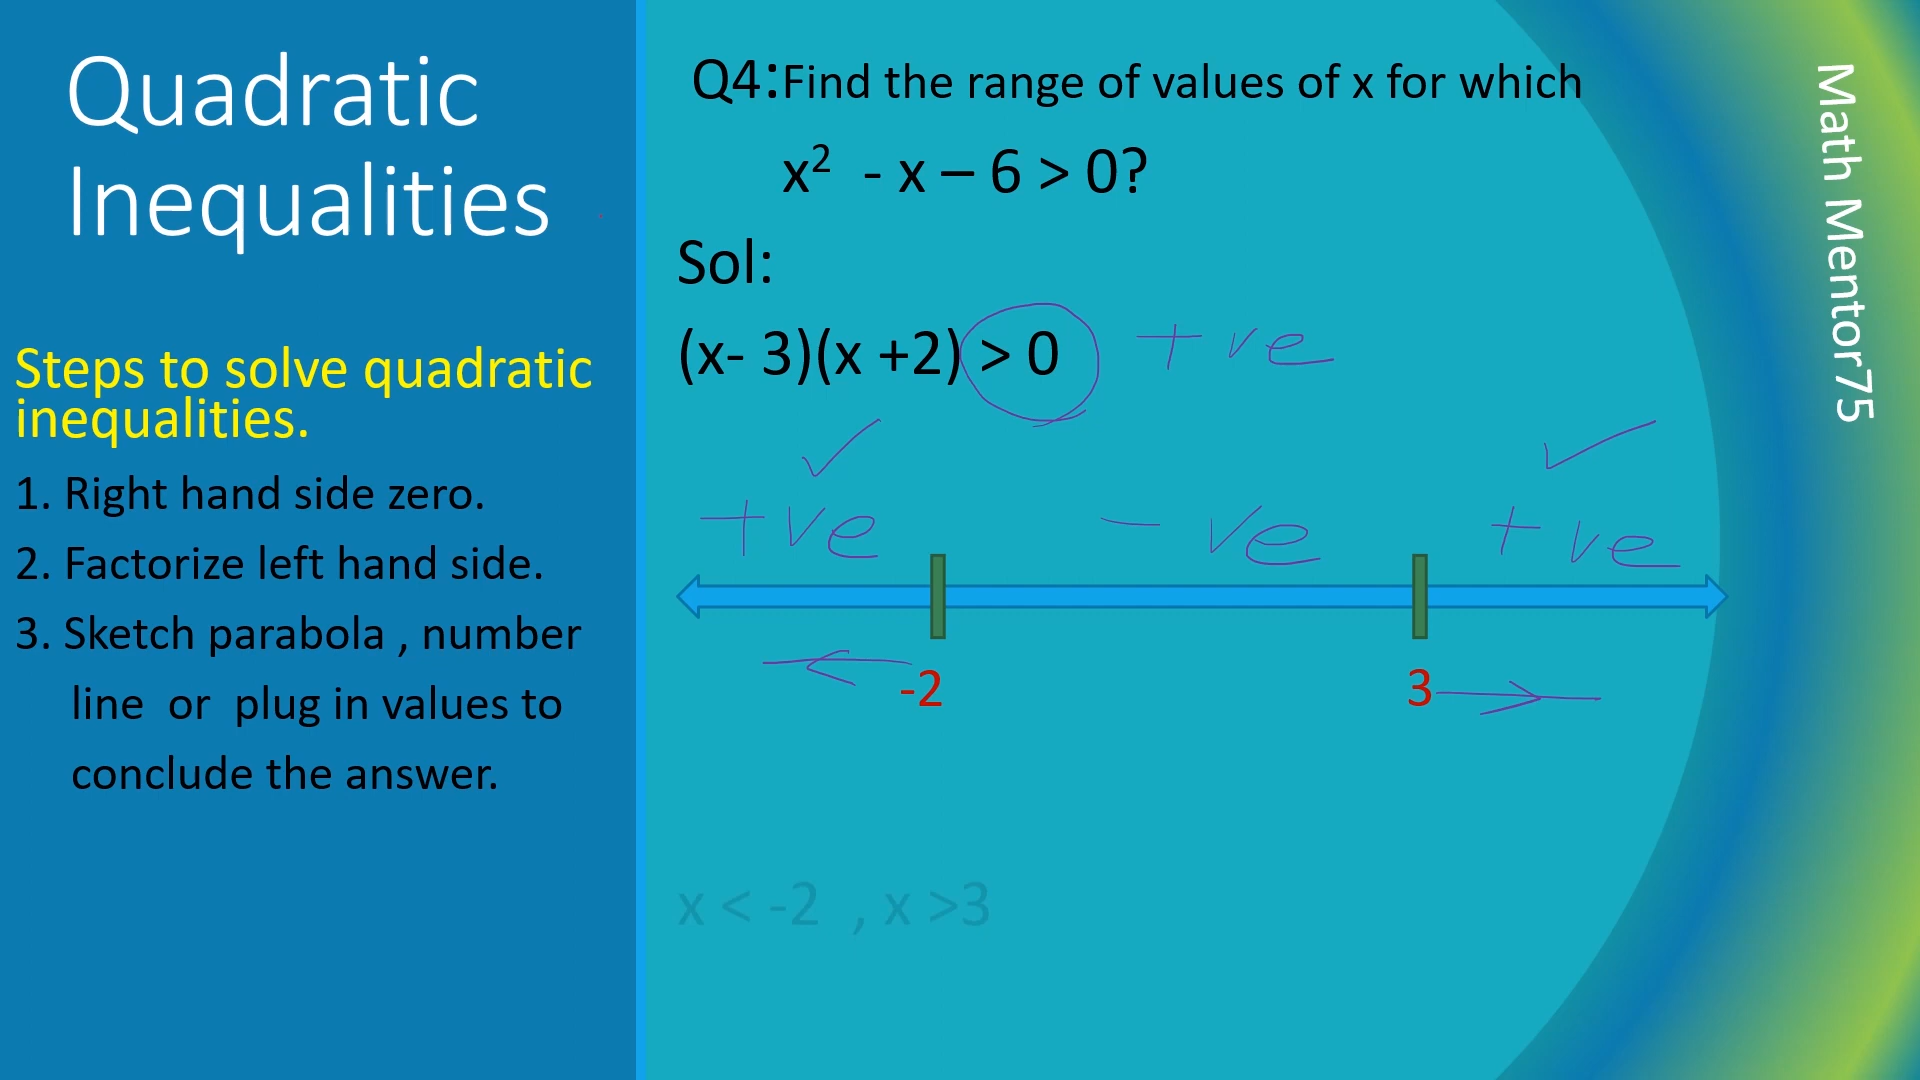 Quadratic
Inequalities
Steps to solve quadratic
inequalities.
1. Right hand side zero.
2. Factorize left hand side.
3. Sketch parabola , number
line or plug in values to
conclude the answer.
Q4:Find the range of values of x for which
x² - x – 6 > 0?
Sol:
(x- 3)(x +2) > 0 +ve
+ve - ve +ve
-2 3
x < -2 , x >3
Math Mentor75